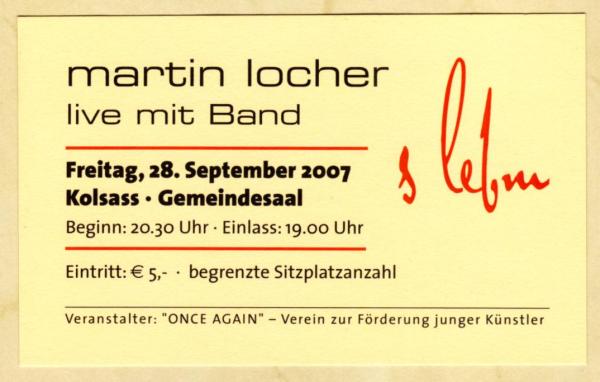 martin locher
live mit Band
s lebm
Freitag, 28. September 2007
Kolsass · Gemeindesaal
Beginn: 20.30 Uhr · Einlass: 19.00 Uhr
Eintritt: € 5,- · begrenzte Sitzplatzanzahl
Veranstalter: "ONCE AGAIN" – Verein zur Förderung junger Künstler